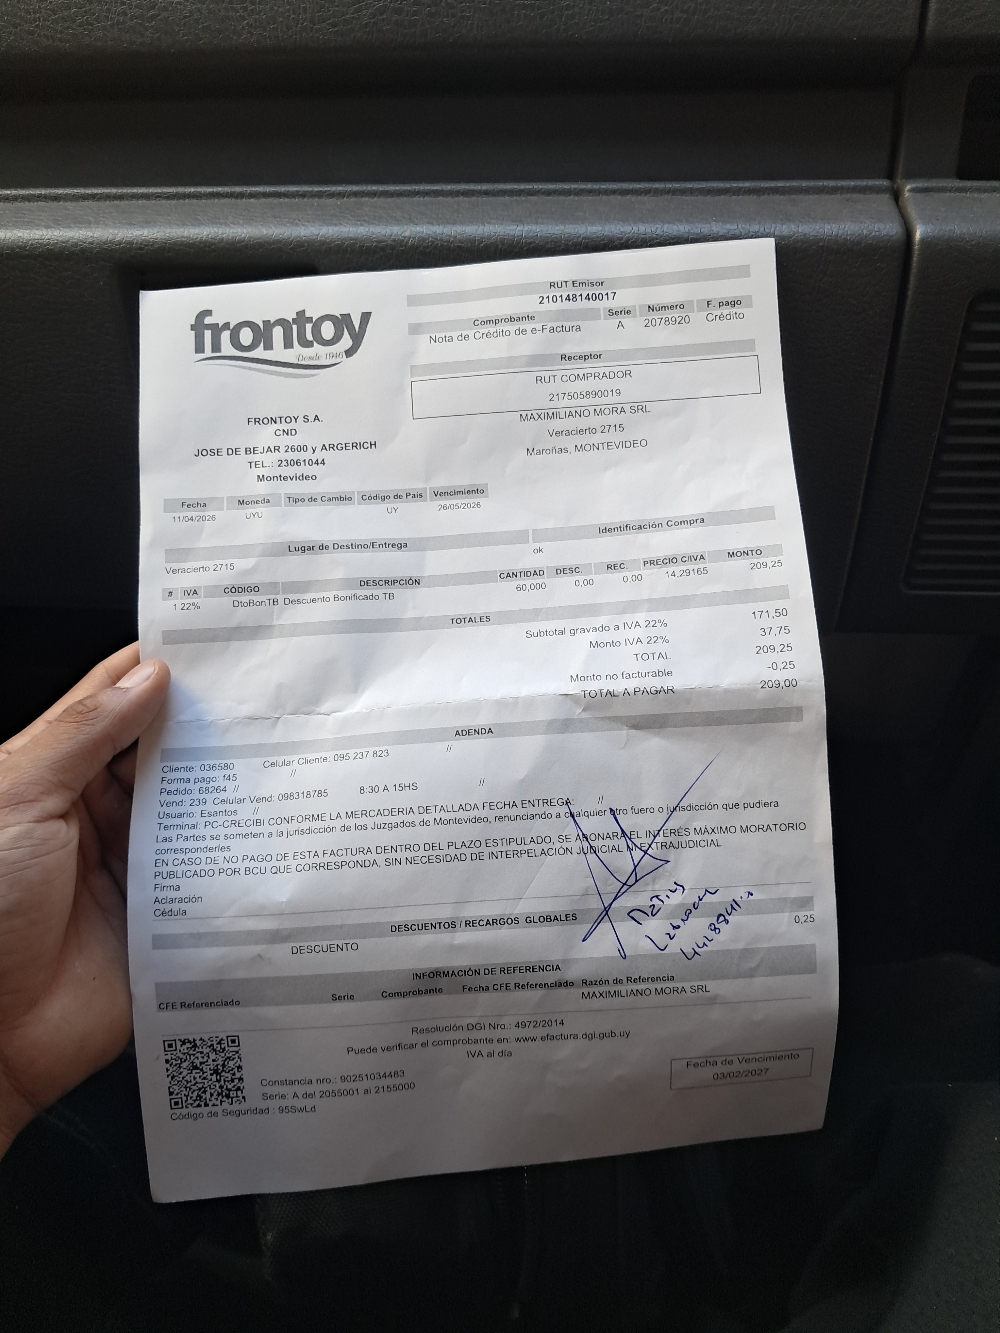 frontoy
Desde 1946
FRONTOY S.A.
CND
JOSE DE BEJAR 2600 y ARGERICH
TEL.: 23061044
Montevideo
RUT Emisor
210148140017
Comprobante Serie Número F. pago
Nota de Crédito de e-Factura A 2078920 Crédito
Receptor
RUT COMPRADOR
217505890019
MAXIMILIANO MORA SRL
Veracierto 2715
Maroñas, MONTEVIDEO
Fecha Moneda Tipo de Cambio Código de País Vencimiento
11/04/2026 UYU UY 26/05/2026
Lugar de Destino/Entrega Identificación Compra
Veracierto 2715 ok
# IVA CÓDIGO DESCRIPCIÓN CANTIDAD DESC. REC. PRECIO C/IVA MONTO
1 22% DtoBonTB Descuento Bonificado TB 60,000 0,00 0,00 14,29165 209,25
TOTALES
Subtotal gravado a IVA 22% 171,50
Monto IVA 22% 37,75
TOTAL 209,25
Monto no facturable -0,25
TOTAL A PAGAR 209,00
ADENDA
Cliente: 036580 Celular Cliente: 095 237 823 //
Forma pago: f45 //
Pedido: 68264 // 8:30 A 15HS //
Vend: 239 Celular Vend: 098318785
Usuario: Esantos //
Terminal: PC-CRECIBI CONFORME LA MERCADERIA DETALLADA FECHA ENTREGA: //
Las Partes se someten a la jurisdicción de los Juzgados de Montevideo, renunciando a cualquier otro fuero o jurisdicción que pudiera
corresponderles
EN CASO DE NO PAGO DE ESTA FACTURA DENTRO DEL PLAZO ESTIPULADO, SE ABONARÁ EL INTERÉS MÁXIMO MORATORIO
PUBLICADO POR BCU QUE CORRESPONDA, SIN NECESIDAD DE INTERPELACIÓN JUDICIAL NI EXTRAJUDICIAL
Firma
Aclaración
Cédula
DESCUENTOS / RECARGOS GLOBALES
DESCUENTO 0,25
INFORMACIÓN DE REFERENCIA
CFE Referenciado Serie Comprobante Fecha CFE Referenciado Razón de Referencia
MAXIMILIANO MORA SRL
Resolución DGI Nro.: 4972/2014
Puede verificar el comprobante en: www.efactura.dgi.gub.uy
IVA al día
Constancia nro.: 90251034483
Serie: A del 2055001 al 2155000
Código de Seguridad : 95SwLd
Fecha de Vencimiento
03/02/2027